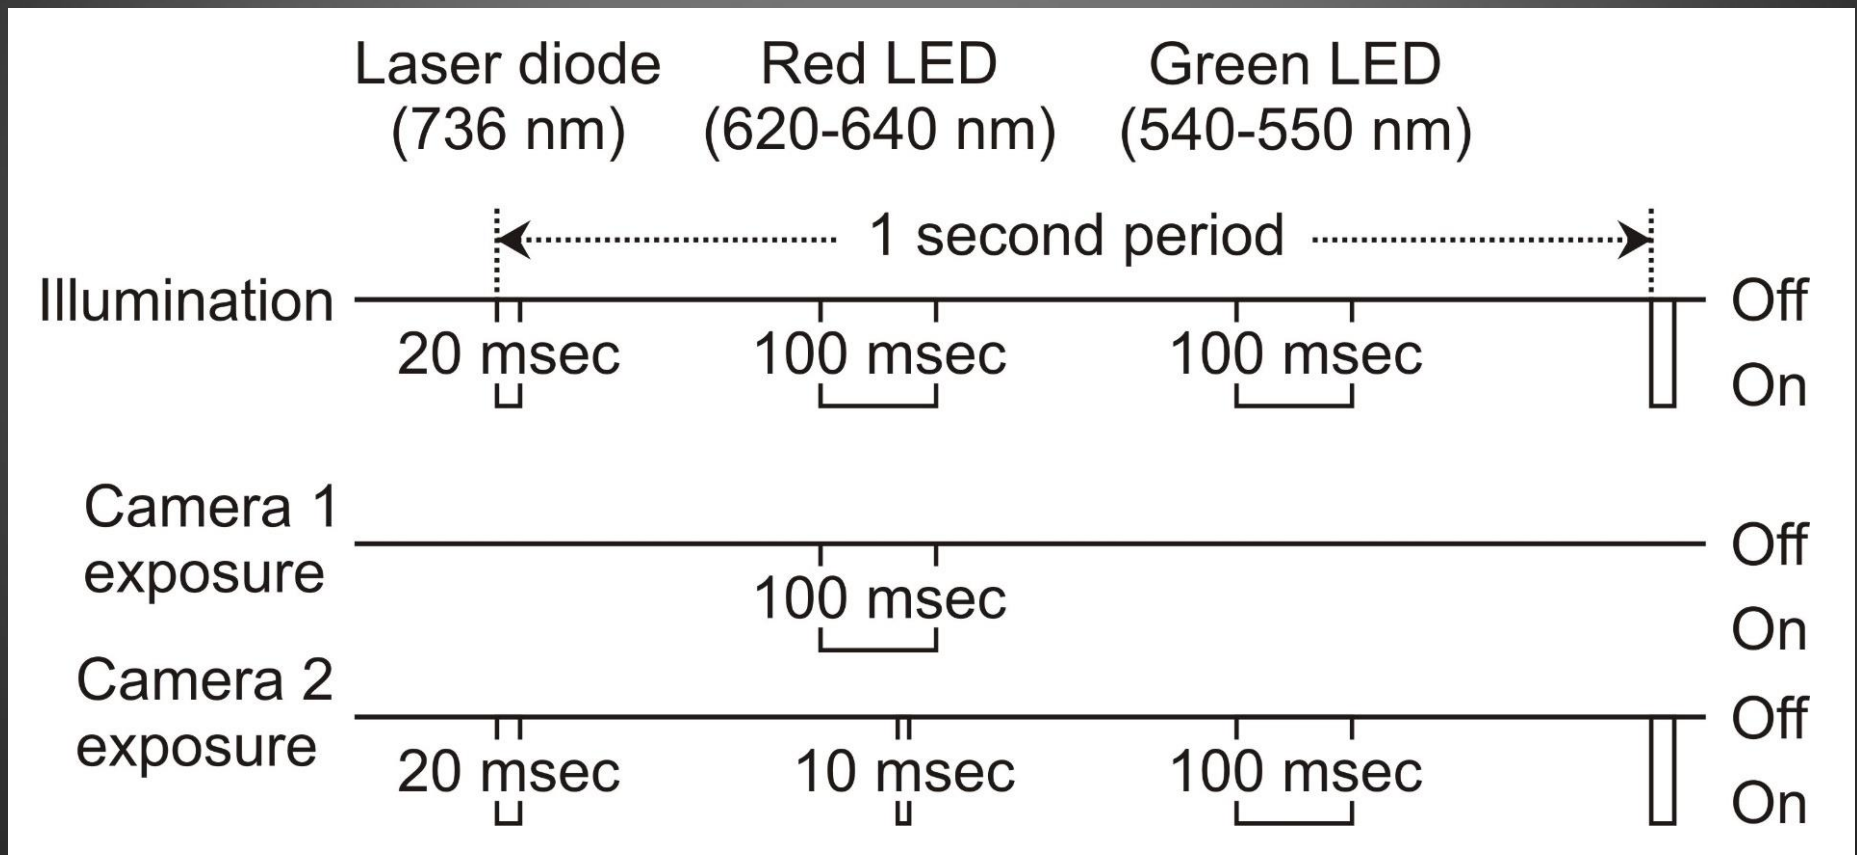 Laser diode
(736 nm)
Red LED
(620-640 nm)
Green LED
(540-550 nm)
1 second period
Illumination
Off
20 msec
100 msec
100 msec
On
Camera 1
exposure
Off
100 msec
On
Camera 2
exposure
Off
20 msec
10 msec
100 msec
On